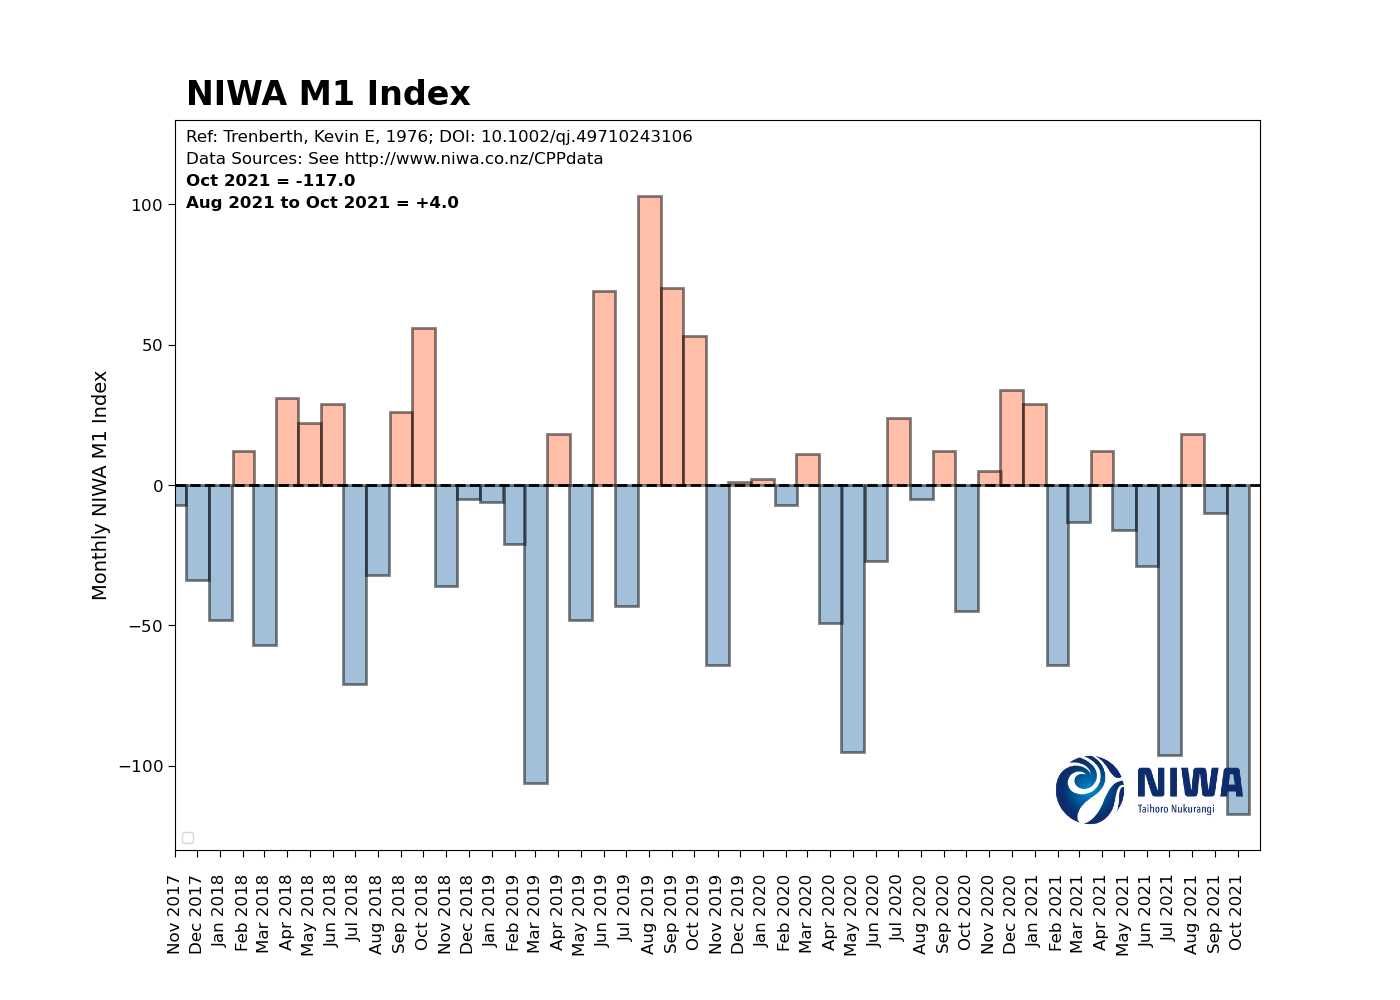 NIWA M1 Index
Ref: Trenberth, Kevin E, 1976; DOI: 10.1002/qj.49710243106
Data Sources: See http://www.niwa.co.nz/CPPdata
Oct 2021 = -117.0
Aug 2021 to Oct 2021 = +4.0
Monthly NIWA M1 Index
100
50
0
−50
−100
NIWA
Taihoro Nukurangi
Nov 2017
Dec 2017
Jan 2018
Feb 2018
Mar 2018
Apr 2018
May 2018
Jun 2018
Jul 2018
Aug 2018
Sep 2018
Oct 2018
Nov 2018
Dec 2018
Jan 2019
Feb 2019
Mar 2019
Apr 2019
May 2019
Jun 2019
Jul 2019
Aug 2019
Sep 2019
Oct 2019
Nov 2019
Dec 2019
Jan 2020
Feb 2020
Mar 2020
Apr 2020
May 2020
Jun 2020
Jul 2020
Aug 2020
Sep 2020
Oct 2020
Nov 2020
Dec 2020
Jan 2021
Feb 2021
Mar 2021
Apr 2021
May 2021
Jun 2021
Jul 2021
Aug 2021
Sep 2021
Oct 2021